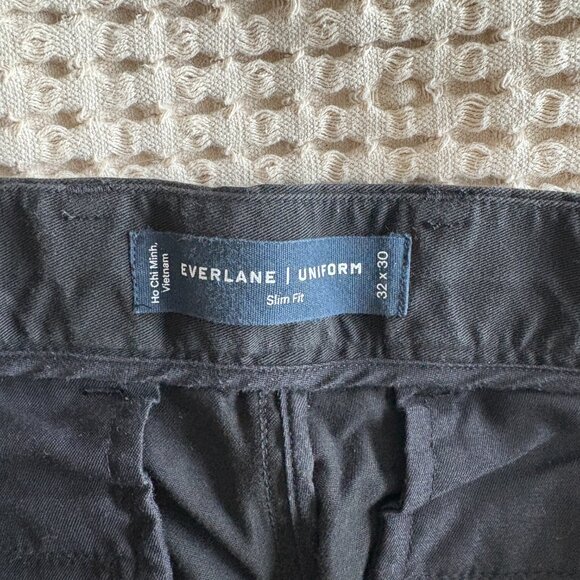 Ho Chi Minh,
Vietnam
EVERLANE | UNIFORM
Slim Fit
32 x 30